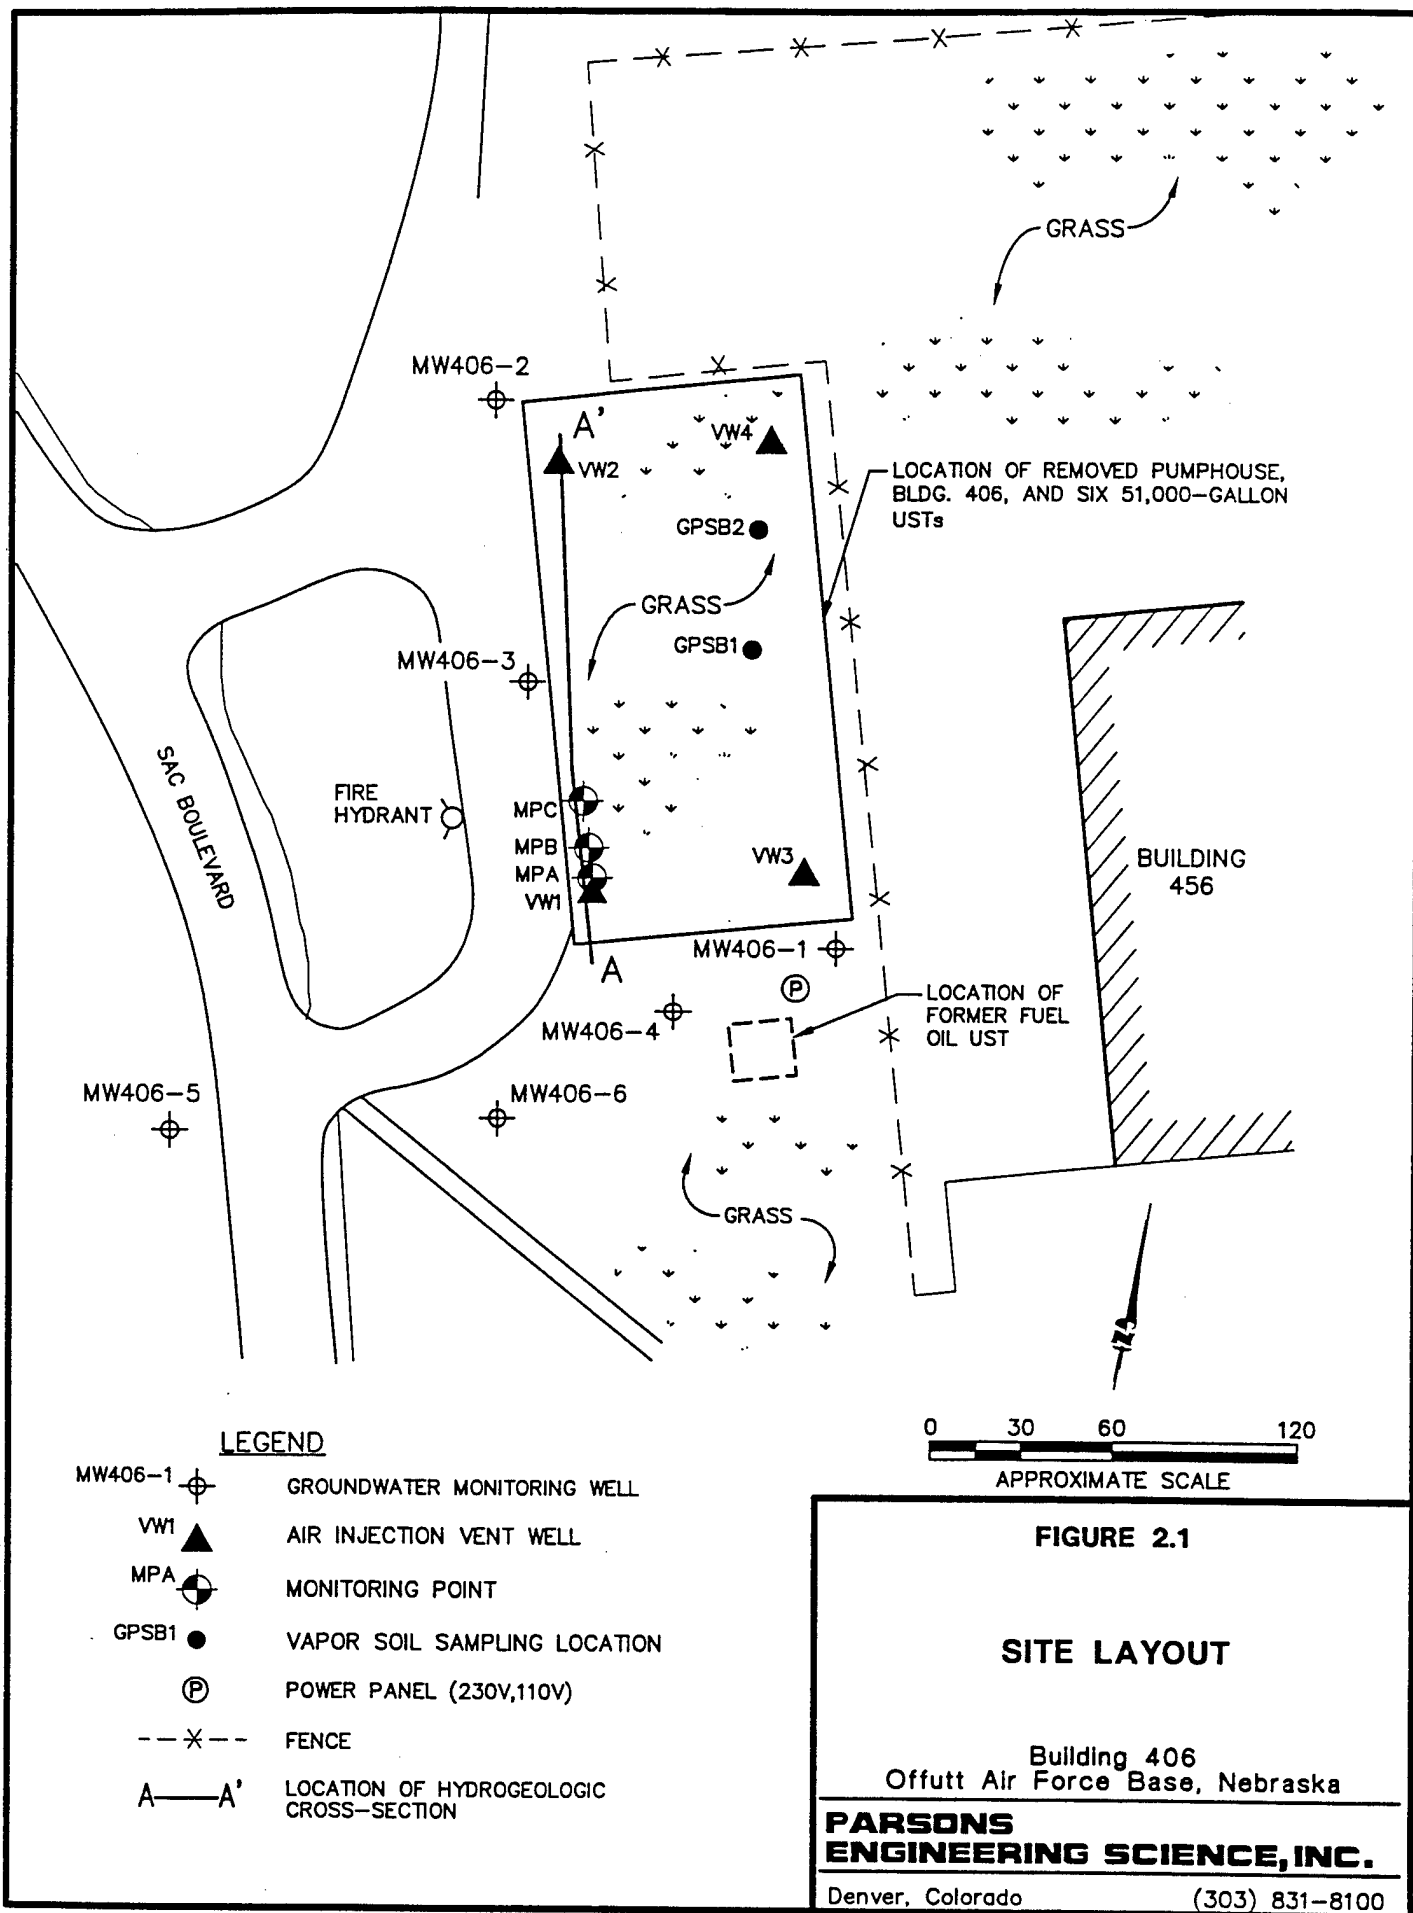 GRASS
MW406-2
A'
VW4
VW2
LOCATION OF REMOVED PUMPHOUSE,
BLDG. 406, AND SIX 51,000-GALLON
USTs
GPSB2
GRASS
GPSB1
MW406-3
SAC BOULEVARD
FIRE
HYDRANT
MPC
MPB
MPA
VW1
VW3
BUILDING
456
MW406-1
A
P
LOCATION OF
FORMER FUEL
OIL UST
MW406-4
MW406-5
MW406-6
GRASS
N
0 30 60 120
APPROXIMATE SCALE
LEGEND
MW406-1 GROUNDWATER MONITORING WELL
VW1 AIR INJECTION VENT WELL
MPA MONITORING POINT
GPSB1 VAPOR SOIL SAMPLING LOCATION
P POWER PANEL (230V,110V)
FENCE
A A' LOCATION OF HYDROGEOLOGIC
CROSS-SECTION
FIGURE 2.1
SITE LAYOUT
Building 406
Offutt Air Force Base, Nebraska
PARSONS
ENGINEERING SCIENCE, INC.
Denver, Colorado (303) 831-8100